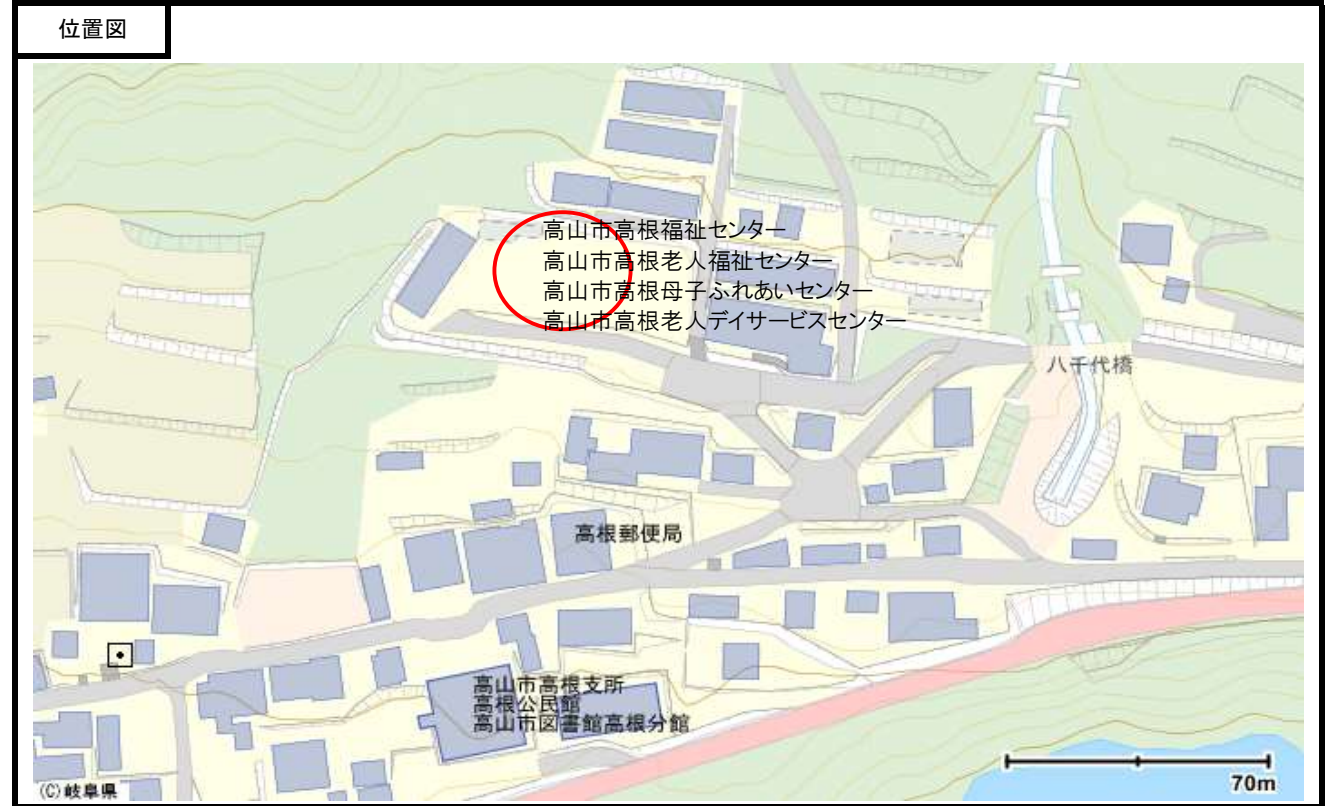 位置図
高山市高根福祉センター
高山市高根老人福祉センター
高山市高根母子ふれあいセンター
高山市高根老人デイサービスセンター
八千代橋
高根郵便局
高山市高根支所
高根公民館
高山市図書館高根分館
(C)岐阜県
70m